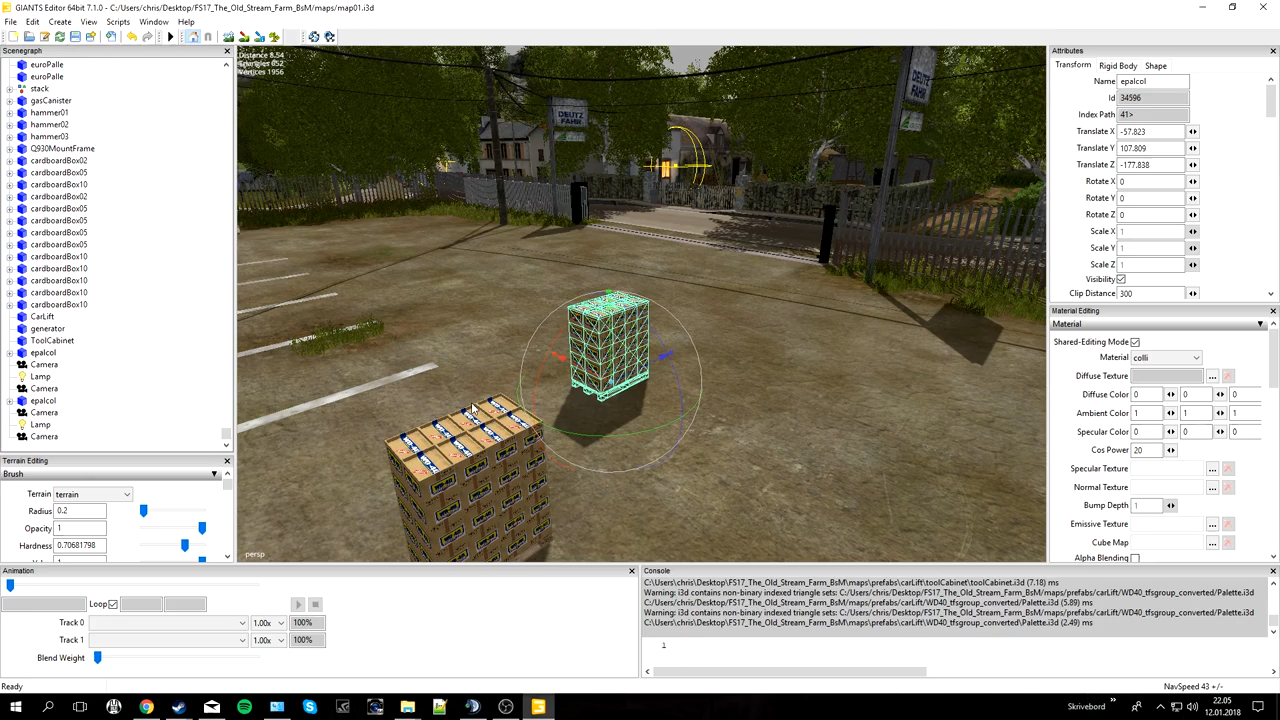 GIANTS Editor 64bit 7.1.0 - C:/Users/chris/Desktop/FS17_The_Old_Stream_Farm_BsM/maps/map01.i3d
File Edit Create View Scripts Window Help
Scenegraph
euroPalle
euroPalle
stack
gasCanister
hammer01
hammer02
hammer03
Q930MountFrame
cardboardBox02
cardboardBox05
cardboardBox10
cardboardBox02
cardboardBox05
cardboardBox05
cardboardBox05
cardboardBox05
cardboardBox10
cardboardBox10
cardboardBox10
cardboardBox10
CarLift
generator
ToolCabinet
epalcol
Camera
Lamp
Camera
epalcol
Lamp
Camera
Terrain Editing
Brush
Terrain terrain
Radius 0.2
Opacity 1
Hardness 0.70681798
Distance 8.54
Triangles 652
Vertices 1956
DEUTZ
FAHR
DEUTZ
FAHR
persp
Attributes
Transform Rigid Body Shape
Name epalcol
Id 34596
Index Path 41>
Translate X -57.823
Translate Y 107.809
Translate Z -177.838
Rotate X 0
Rotate Y 0
Rotate Z 0
Scale X 1
Scale Y 1
Scale Z 1
Visibility
Clip Distance 300
Material Editing
Material
Shared-Editing Mode
Material colli
Diffuse Texture ...
Diffuse Color 0 0 0
Ambient Color 1 1 1
Specular Color 0 0 0
Cos Power 20
Specular Texture ...
Normal Texture ...
Bump Depth 1
Emissive Texture ...
Cube Map ...
Alpha Blending
Animation
Loop
Track 0 1.00x 100%
Track 1 1.00x 100%
Blend Weight
Console
C:\Users\chris\Desktop\FS17_The_Old_Stream_Farm_BsM\maps\prefabs\carLift\toolCabinet\toolCabinet.i3d (7.18) ms
Warning: i3d contains non-binary indexed triangle sets: C:/Users/chris/Desktop/FS17_The_Old_Stream_Farm_BsM/maps/prefabs/carLift/WD40_tfsgroup_converted/Palette.i3d
C:/Users/chris/Desktop/FS17_The_Old_Stream_Farm_BsM/maps/prefabs/carLift/WD40_tfsgroup_converted/Palette.i3d (5.89) ms
Warning: i3d contains non-binary indexed triangle sets: C:/Users/chris/Desktop/FS17_The_Old_Stream_Farm_BsM/maps/prefabs/carLift/WD40_tfsgroup_converted/Palette.i3d
C:/Users/chris/Desktop/FS17_The_Old_Stream_Farm_BsM/maps/prefabs/carLift/WD40_tfsgroup_converted/Palette.i3d (2.49) ms
1
Ready
NavSpeed 43 +/-
Skrivebord
22.05
12.01.2018